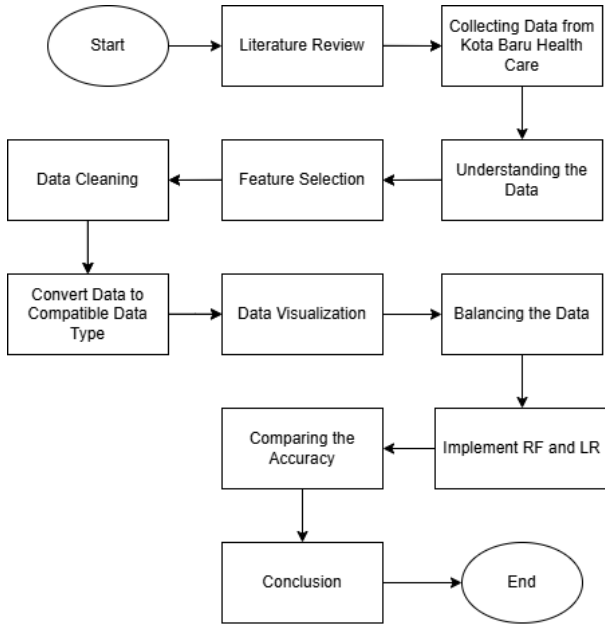 Start
Literature Review
Collecting Data from
Kota Baru Health
Care
Understanding the
Data
Feature Selection
Data Cleaning
Convert Data to
Compatible Data
Type
Data Visualization
Balancing the Data
Implement RF and LR
Comparing the
Accuracy
Conclusion
End